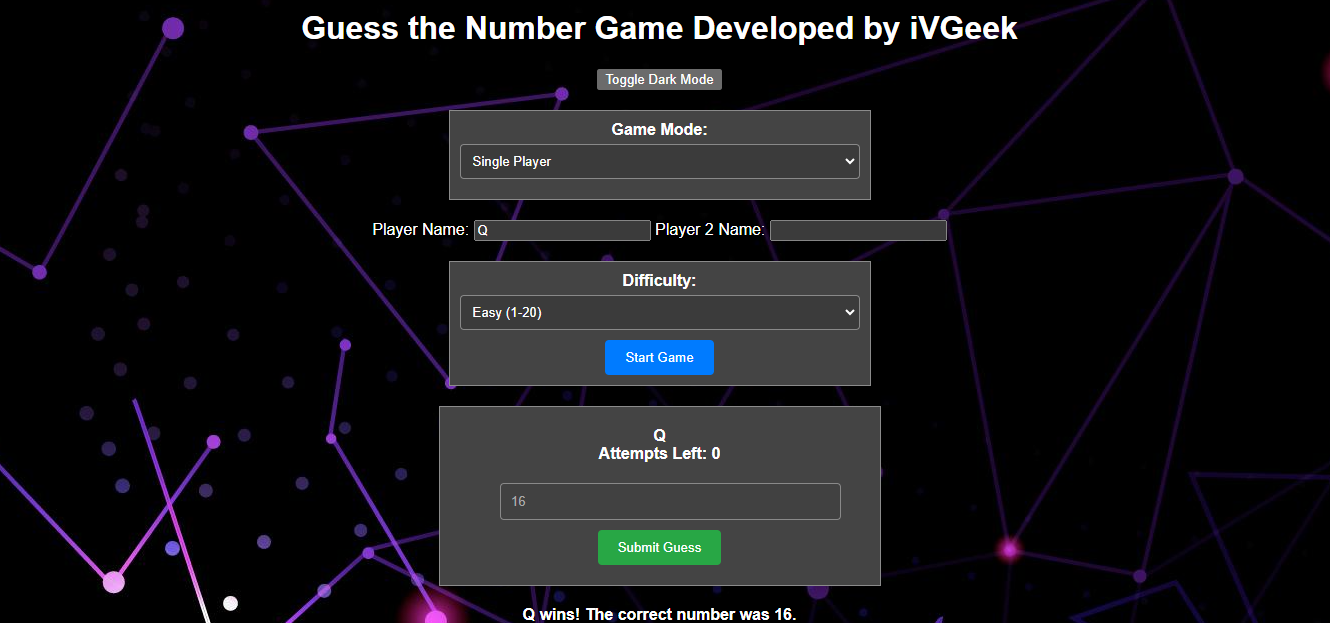 Guess the Number Game Developed by iVGeek
Toggle Dark Mode
Game Mode:
Single Player
Player Name: Q Player 2 Name:
Difficulty:
Easy (1-20)
Start Game
Q
Attempts Left: 0
16
Submit Guess
Q wins! The correct number was 16.